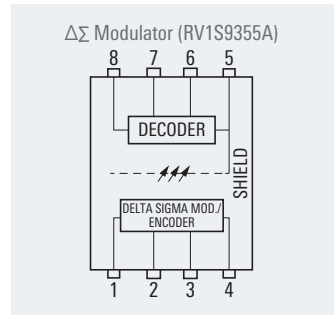 ΔΣ Modulator (RV1S9355A)
8 7 6 5
DECODER
SHIELD
DELTA SIGMA MOD./
ENCODER
1 2 3 4